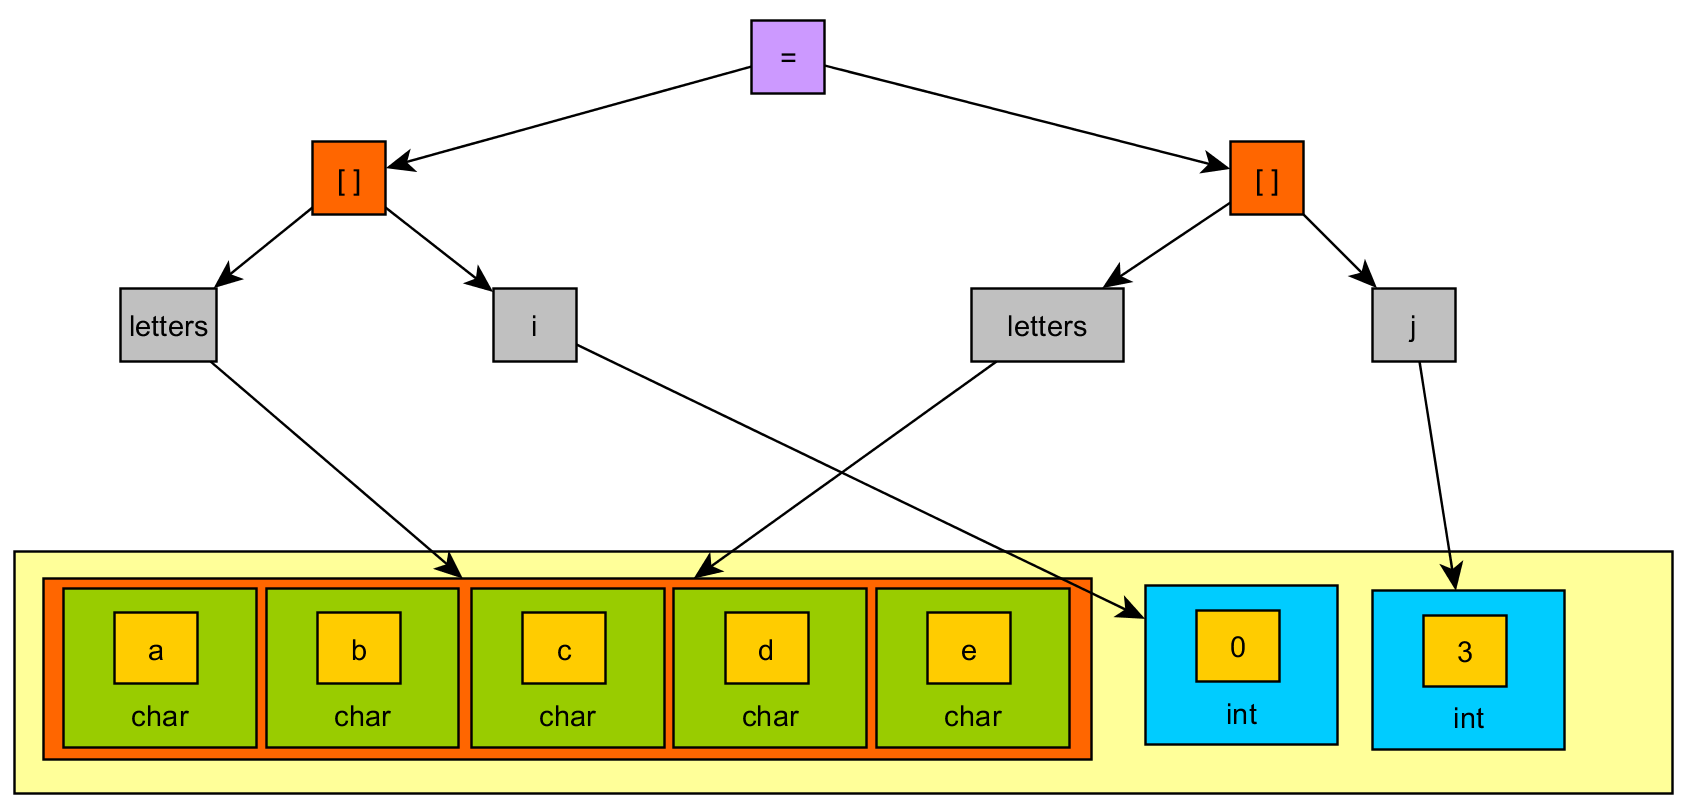 =
[ ]
[ ]
letters
i
letters
j
a
b
c
d
e
0
3
char
char
char
char
char
int
int